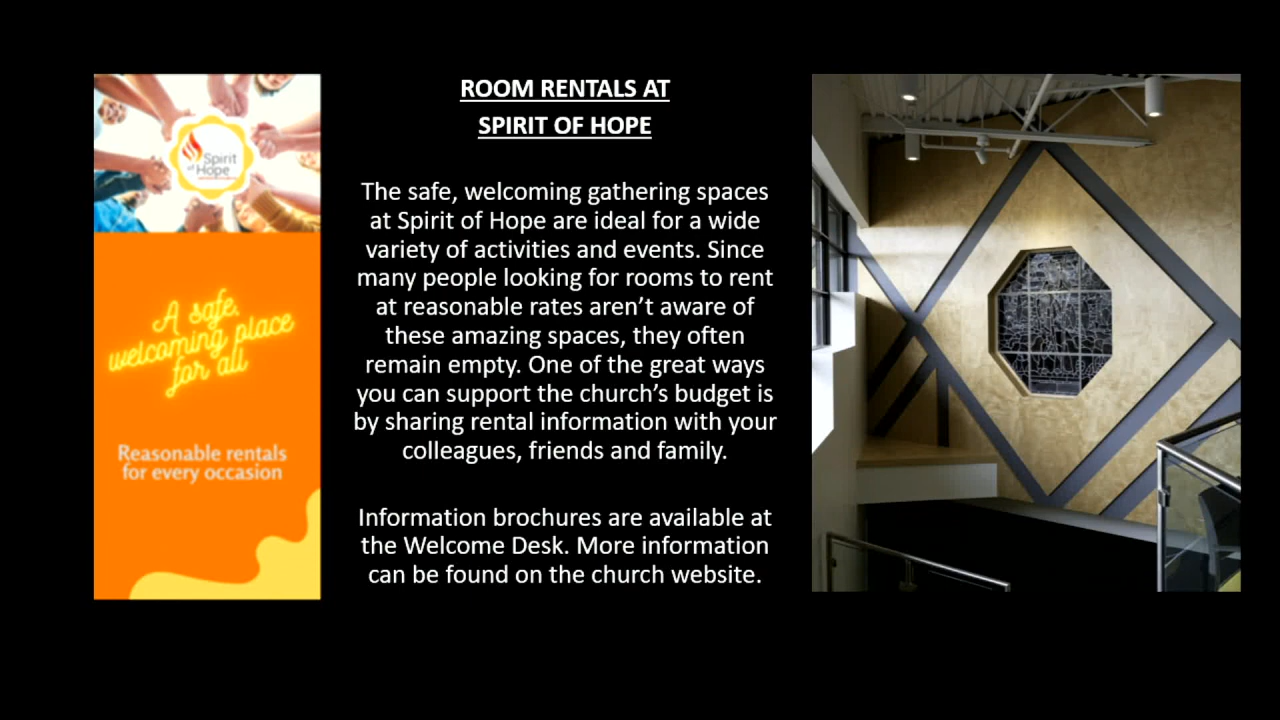 Spirit
of Hope
A safe,
welcoming place
for all
Reasonable rentals
for every occasion
ROOM RENTALS AT
SPIRIT OF HOPE
The safe, welcoming gathering spaces
at Spirit of Hope are ideal for a wide
variety of activities and events. Since
many people looking for rooms to rent
at reasonable rates aren’t aware of
these amazing spaces, they often
remain empty. One of the great ways
you can support the church’s budget is
by sharing rental information with your
colleagues, friends and family.
Information brochures are available at
the Welcome Desk. More information
can be found on the church website.